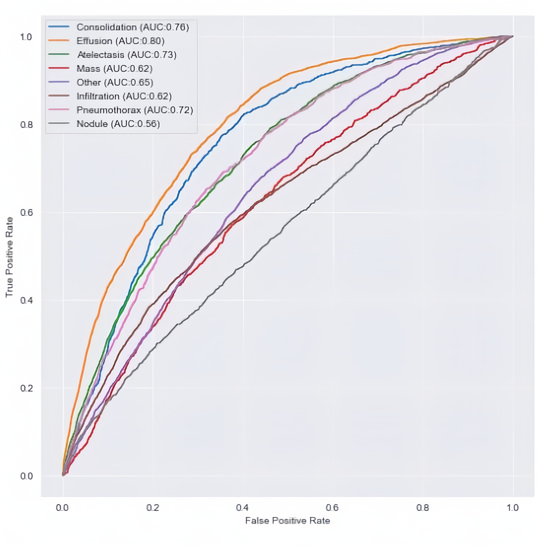 Consolidation (AUC:0.76)
Effusion (AUC:0.80)
Atelectasis (AUC:0.73)
Mass (AUC:0.62)
Other (AUC:0.65)
Infiltration (AUC:0.62)
Pneumothorax (AUC:0.72)
Nodule (AUC:0.56)
1.0
0.8
0.6
0.4
0.2
0.0
True Positive Rate
0.0 0.2 0.4 0.6 0.8 1.0
False Positive Rate